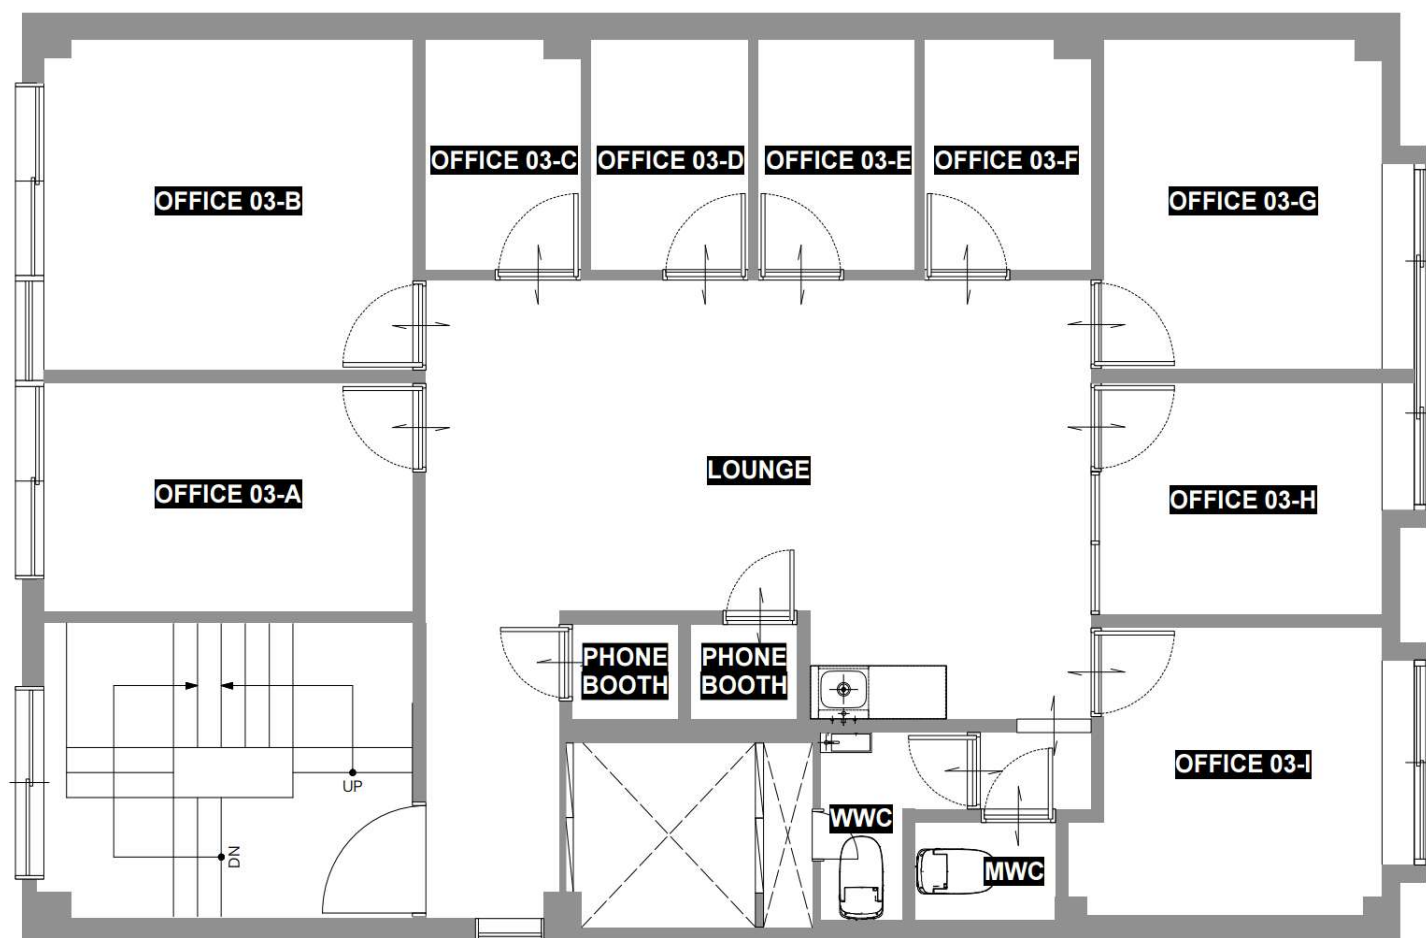 OFFICE 03-C
OFFICE 03-D
OFFICE 03-E
OFFICE 03-F
OFFICE 03-B
OFFICE 03-G
LOUNGE
OFFICE 03-A
OFFICE 03-H
PHONE
BOOTH
PHONE
BOOTH
OFFICE 03-I
UP
WWC
DN
MWC